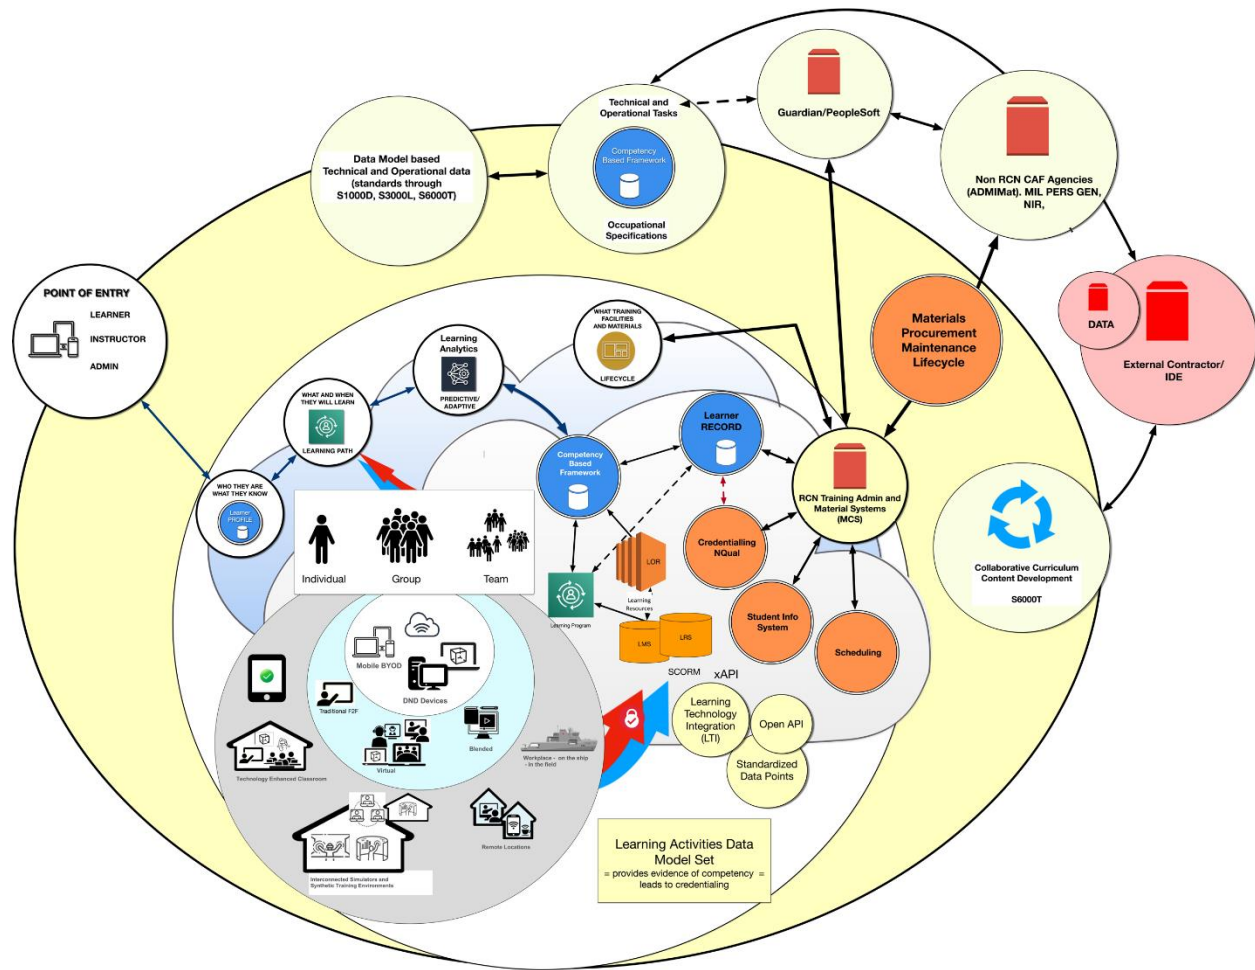 Technical and
Operational Tasks
Competency
Based Framework
Occupational
Specifications
Guardian/PeopleSoft
Non RCN CAF Agencies
(ADMIMat). MIL PERS GEN,
NIR,
Data Model based
Technical and Operational data
(standards through
S1000D, S3000L, S6000T)
POINT OF ENTRY
LEARNER
INSTRUCTOR
ADMIN
DATA
External Contractor/
IDE
Materials
Procurement
Maintenance
Lifecycle
WHAT TRAINING
FACILITIES
AND MATERIALS
LIFECYCLE
Learning
Analytics
PREDICTIVE/
ADAPTIVE
WHAT AND WHEN
THEY WILL LEARN
LEARNING PATH
WHO THEY ARE
WHAT THEY KNOW
Learner
PROFILE
Competency
Based
Framework
Learner
RECORD
RCN Training Admin and
Material Systems
(MCS)
Credentialling
NQual
Student Info
System
Scheduling
Collaborative Curriculum
Content Development
S6000T
Individual
Group
Team
LOR
Learning
Resources
Learning Program
LMS
LRS
SCORM
xAPI
Learning
Technology
Integration
(LTI)
Open API
Standardized
Data Points
Mobile BYOD
DND Devices
Traditional F2F
Virtual
Blended
Workplace - on the ship
- in the field
Technology Enhanced Classroom
Remote Locations
Interconnected Simulators and
Synthetic Training Environments
Learning Activities Data
Model Set
= provides evidence of competency =
leads to credentialing